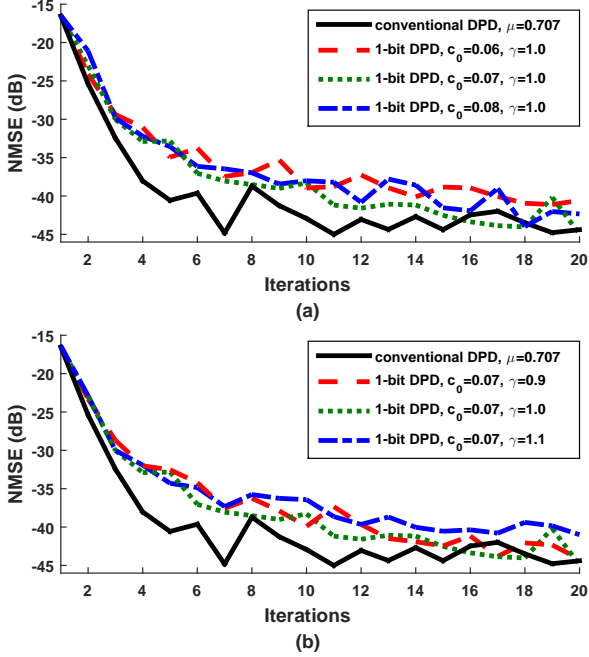 -15
-20
-25
-30
-35
-40
-45
NMSE (dB)
conventional DPD, μ=0.707
1-bit DPD, c0=0.06, γ=1.0
1-bit DPD, c0=0.07, γ=1.0
1-bit DPD, c0=0.08, γ=1.0
2 4 6 8 10 12 14 16 18 20
Iterations
(a)
-15
-20
-25
-30
-35
-40
-45
NMSE (dB)
conventional DPD, μ=0.707
1-bit DPD, c0=0.07, γ=0.9
1-bit DPD, c0=0.07, γ=1.0
1-bit DPD, c0=0.07, γ=1.1
2 4 6 8 10 12 14 16 18 20
Iterations
(b)